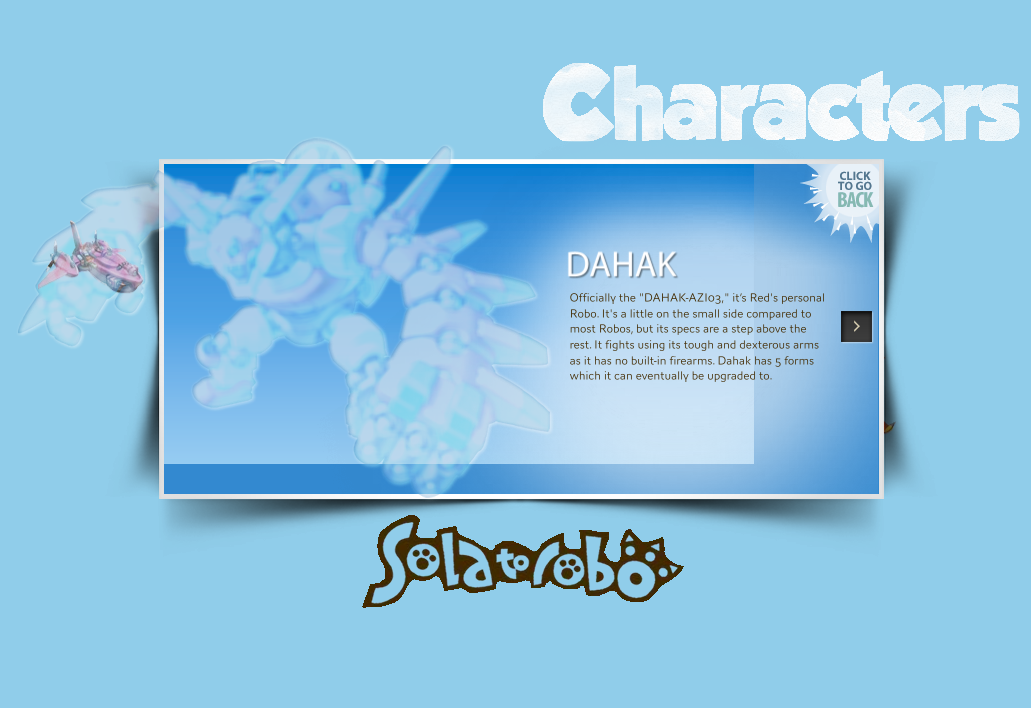 Characters
CLICK
TO GO
BACK
DAHAK
Officially the "DAHAK-AZI03," it's Red's personal
Robo. It's a little on the small side compared to
most Robos, but its specs are a step above the
rest. It fights using its tough and dexterous arms
as it has no built-in firearms. Dahak has 5 forms
which it can eventually be upgraded to.
Solatorobo